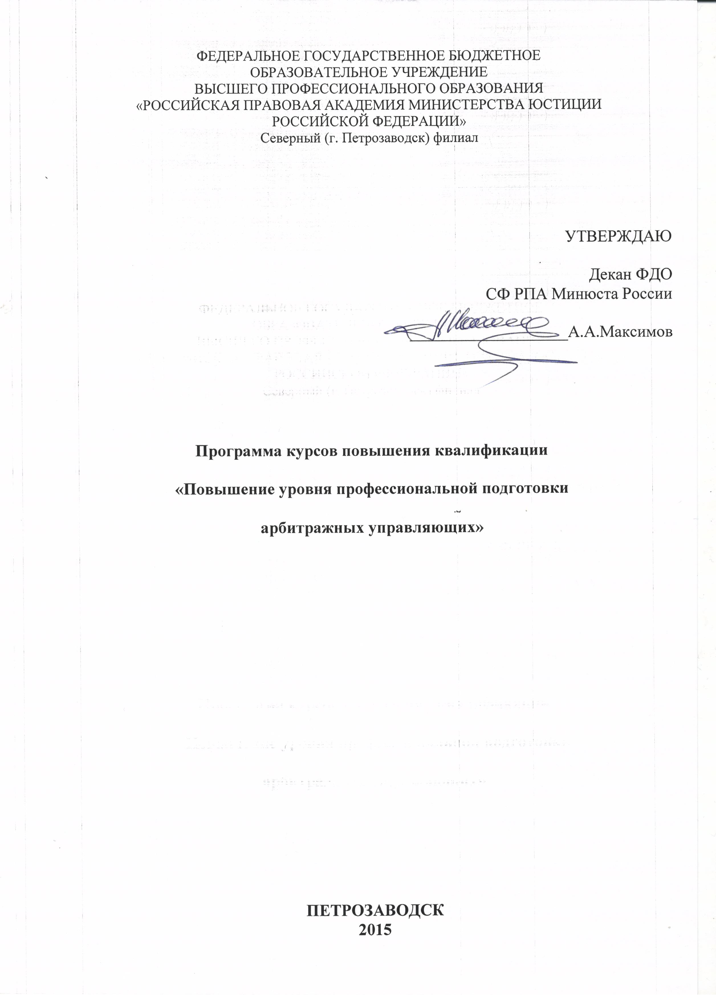 ФЕДЕРАЛЬНОЕ ГОСУДАРСТВЕННОЕ БЮДЖЕТНОЕ
ОБРАЗОВАТЕЛЬНОЕ УЧРЕЖДЕНИЕ
ВЫСШЕГО ПРОФЕССИОНАЛЬНОГО ОБРАЗОВАНИЯ
«РОССИЙСКАЯ ПРАВОВАЯ АКАДЕМИЯ МИНИСТЕРСТВА ЮСТИЦИИ
РОССИЙСКОЙ ФЕДЕРАЦИИ»
Северный (г. Петрозаводск) филиал
УТВЕРЖДАЮ
Декан ФДО
СФ РПА Минюста России
А.А.Максимов
Программа курсов повышения квалификации
«Повышение уровня профессиональной подготовки
арбитражных управляющих»
ПЕТРОЗАВОДСК
2015